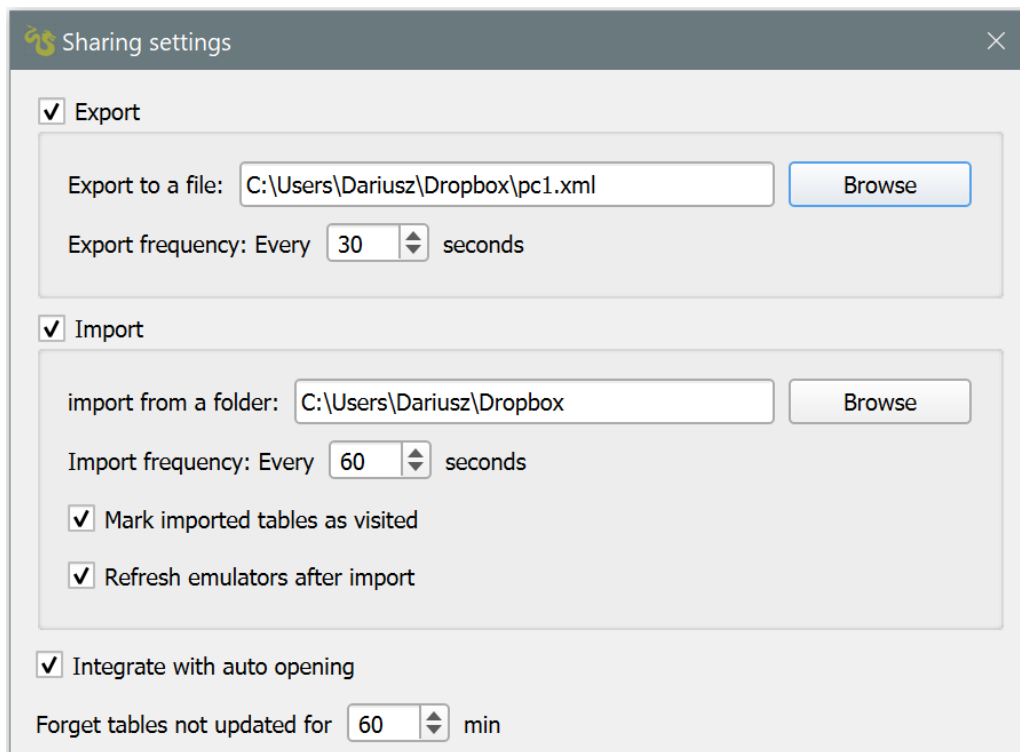 Sharing settings
Export
Export to a file: C:\Users\Dariusz\Dropbox\pc1.xml Browse
Export frequency: Every 30 seconds
Import
import from a folder: C:\Users\Dariusz\Dropbox Browse
Import frequency: Every 60 seconds
Mark imported tables as visited
Refresh emulators after import
Integrate with auto opening
Forget tables not updated for 60 min